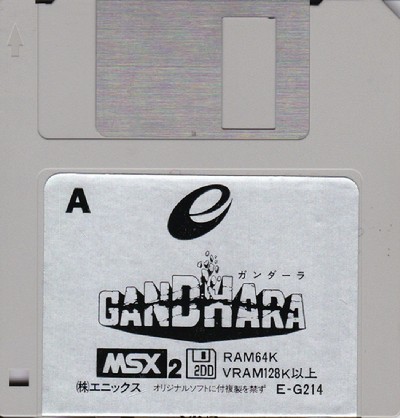 A
e
ガンダーラ
GANDHARA
MSX2 2DD RAM64K
VRAM128K以上
(株)エニックス オリジナルソフトに付複製を禁ず E-G214